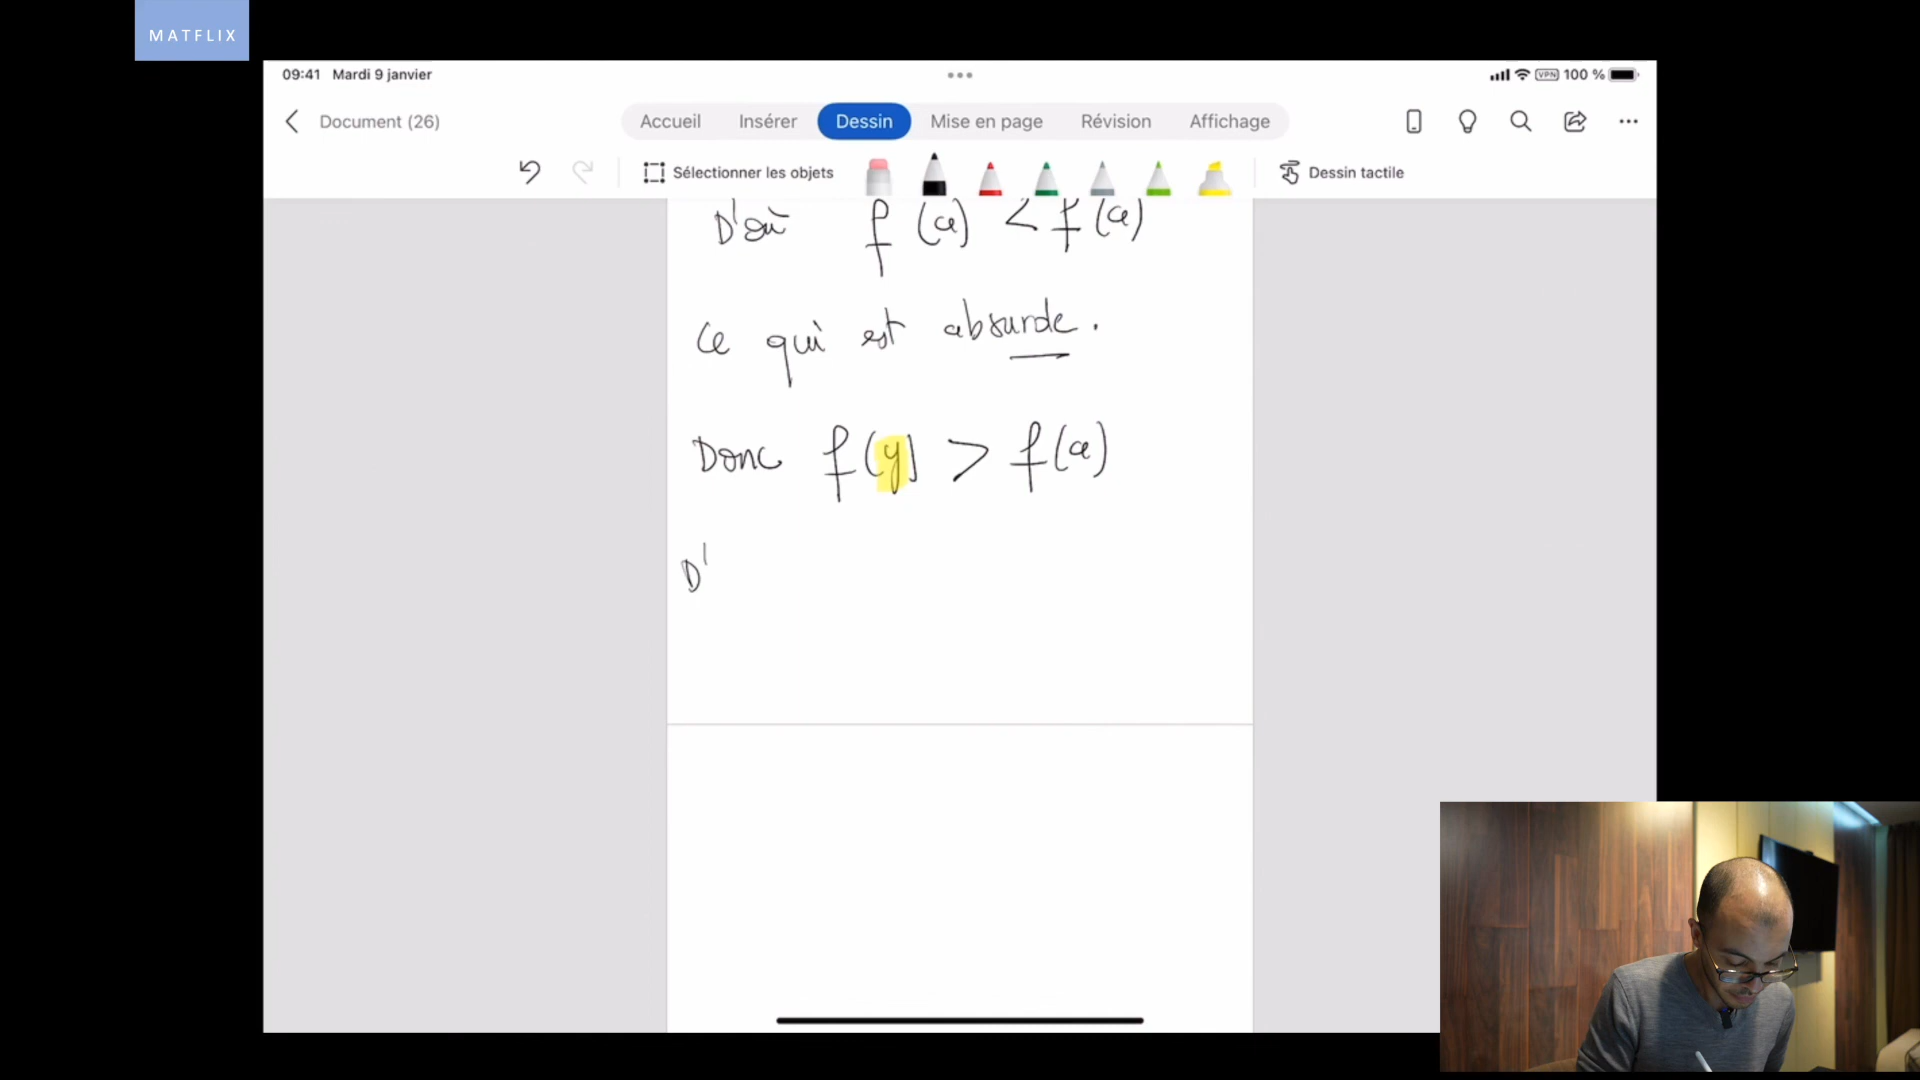 MATFLIX
09:41 Mardi 9 janvier
VPN 100 %
Document (26)
Accueil Insérer Dessin Mise en page Révision Affichage
Sélectionner les objets
Dessin tactile
D'où f(a) < f(a)
Ce qui est absurde.
Donc f(y) > f(a)
D'